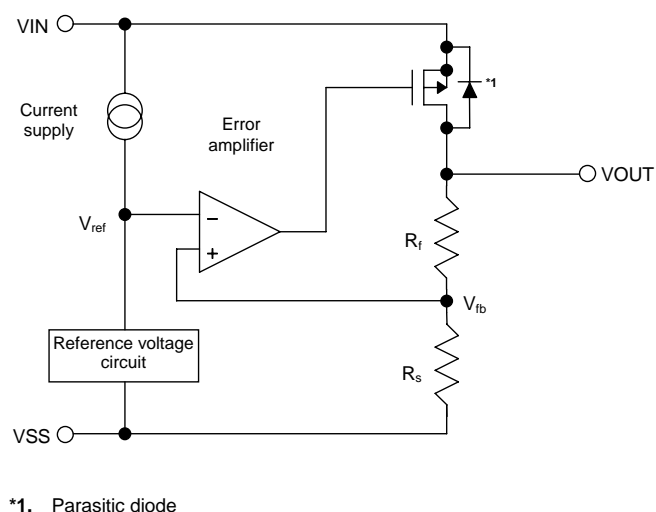 VIN
*1
Current
supply
Error
amplifier
VOUT
Vref
−
+
Rf
Vfb
Reference voltage
circuit
Rs
VSS
*1. Parasitic diode